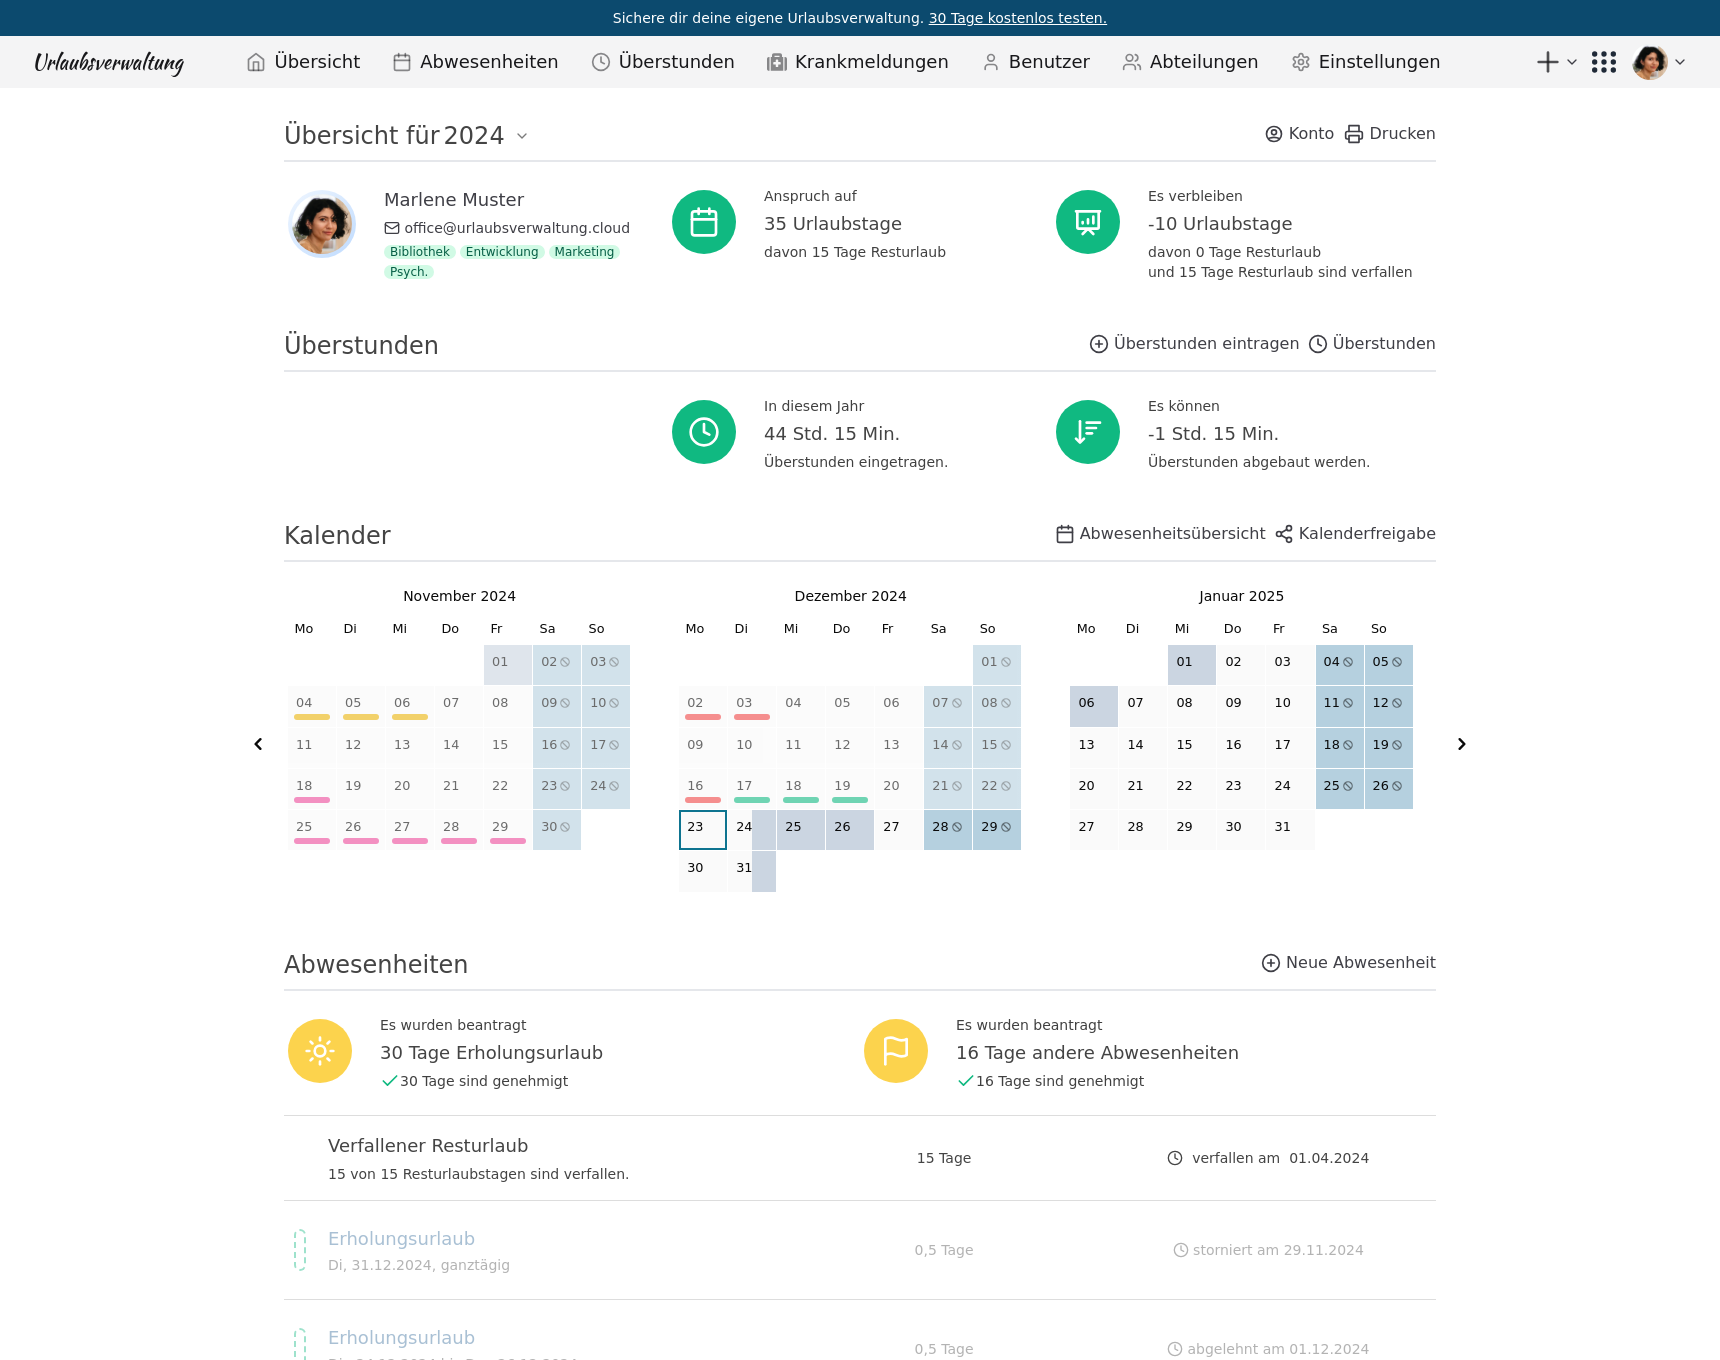 Sichere dir deine eigene Urlaubsverwaltung. 30 Tage kostenlos testen.
Urlaubsverwaltung Übersicht Abwesenheiten Überstunden Krankmeldungen Benutzer Abteilungen Einstellungen
Übersicht für 2024 Konto Drucken
Marlene Muster
office@urlaubsverwaltung.cloud
Bibliothek Entwicklung Marketing
Psych.
Anspruch auf
35 Urlaubstage
davon 15 Tage Resturlaub
Es verbleiben
-10 Urlaubstage
davon 0 Tage Resturlaub
und 15 Tage Resturlaub sind verfallen
Überstunden Überstunden eintragen Überstunden
In diesem Jahr
44 Std. 15 Min.
Überstunden eingetragen.
Es können
-1 Std. 15 Min.
Überstunden abgebaut werden.
Kalender Abwesenheitsübersicht Kalenderfreigabe
November 2024
Mo Di Mi Do Fr Sa So
01 02 03
04 05 06 07 08 09 10
11 12 13 14 15 16 17
18 19 20 21 22 23 24
25 26 27 28 29 30
Dezember 2024
Mo Di Mi Do Fr Sa So
01
02 03 04 05 06 07 08
09 10 11 12 13 14 15
16 17 18 19 20 21 22
23 24 25 26 27 28 29
30 31
Januar 2025
Mo Di Mi Do Fr Sa So
01 02 03 04 05
06 07 08 09 10 11 12
13 14 15 16 17 18 19
20 21 22 23 24 25 26
27 28 29 30 31
Abwesenheiten Neue Abwesenheit
Es wurden beantragt
30 Tage Erholungsurlaub
30 Tage sind genehmigt
Es wurden beantragt
16 Tage andere Abwesenheiten
16 Tage sind genehmigt
Verfallener Resturlaub
15 von 15 Resturlaubstagen sind verfallen.
15 Tage
verfallen am 01.04.2024
Erholungsurlaub
Di, 31.12.2024, ganztägig
0,5 Tage
storniert am 29.11.2024
Erholungsurlaub
0,5 Tage
abgelehnt am 01.12.2024